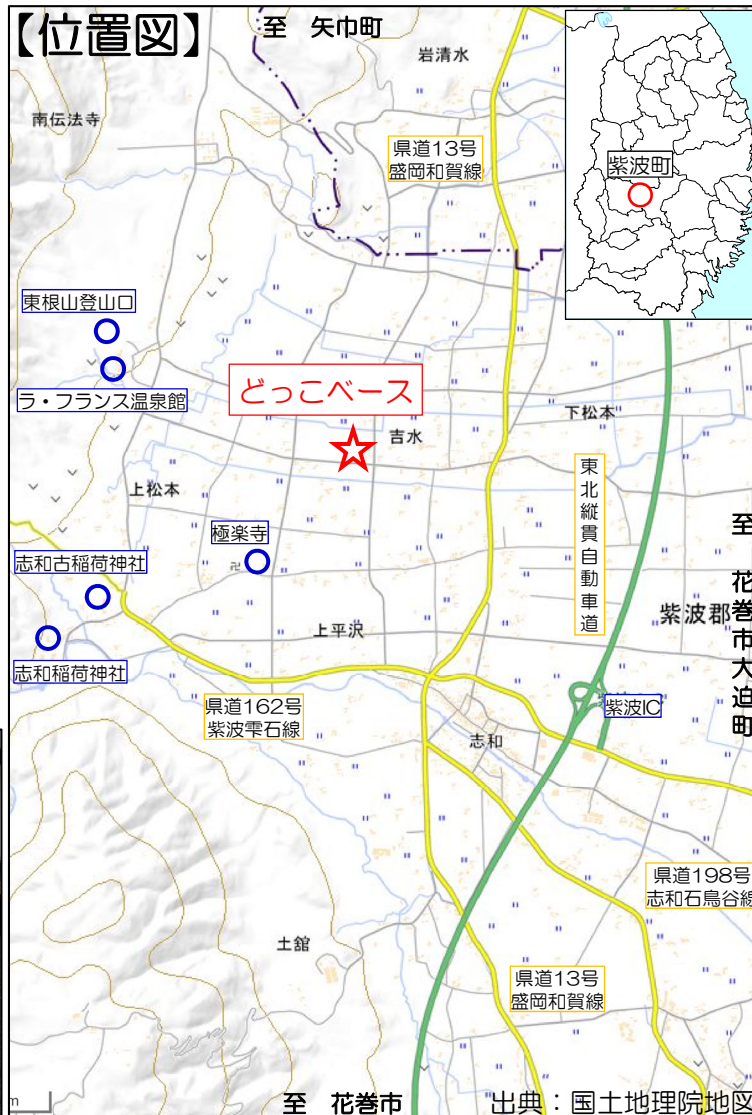 【位置図】
至　矢巾町
岩清水
南伝法寺
県道13号
盛岡和賀線
紫波町
東根山登山口
ラ・フランス温泉館
どっこベース
吉水
下松本
上松本
東北縦貫自動車道
極楽寺
志和古稲荷神社
至　花巻市大迫町
紫波郡
上平沢
志和稲荷神社
県道162号
紫波雫石線
紫波IC
志和
県道198号
志和石鳥谷線
土舘
県道13号
盛岡和賀線
m
至　花巻市
出典：国土地理院地図